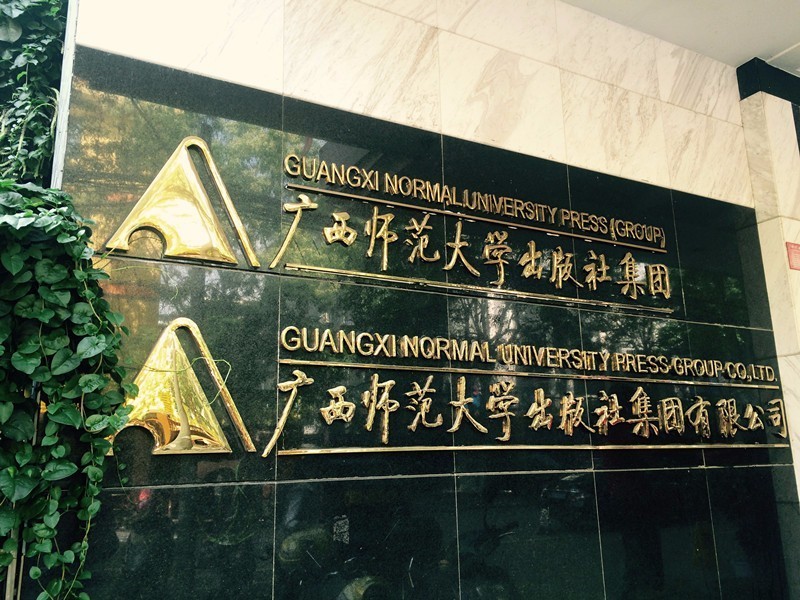 GUANGXI NORMAL UNIVERSITY PRESS (GROUP)
广西师范大学出版社集团
GUANGXI NORMAL UNIVERSITY PRESS GROUP CO., LTD.
广西师范大学出版社集团有限公司